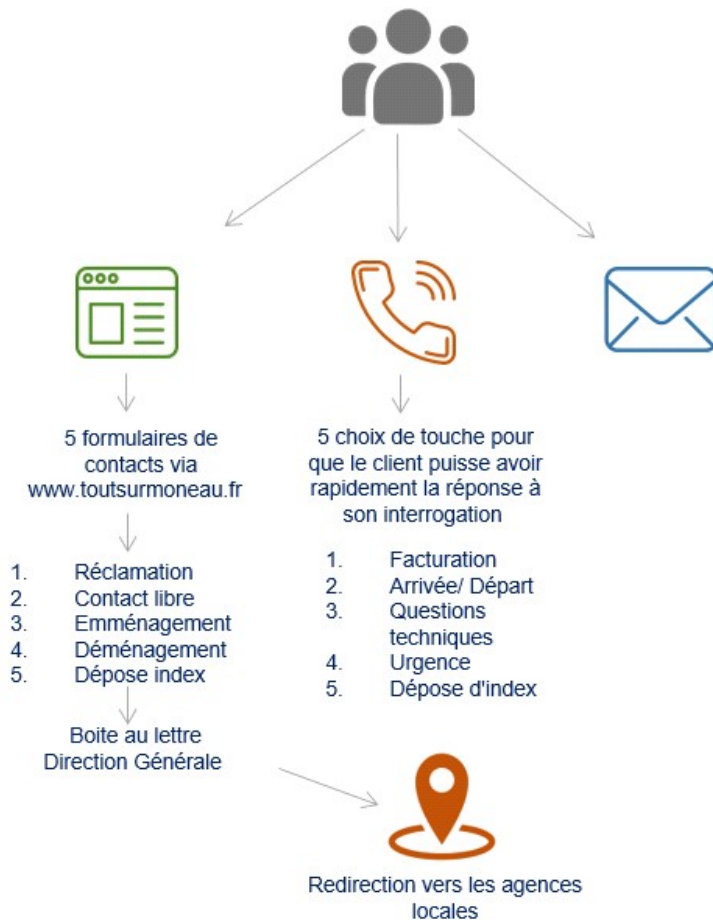 5 formulaires de
contacts via
www.toutsurmoneau.fr
1. Réclamation
2. Contact libre
3. Emménagement
4. Déménagement
5. Dépose index
Boite au lettre
Direction Générale
5 choix de touche pour
que le client puisse avoir
rapidement la réponse à
son interrogation
1. Facturation
2. Arrivée/ Départ
3. Questions
techniques
4. Urgence
5. Dépose d'index
Redirection vers les agences
locales